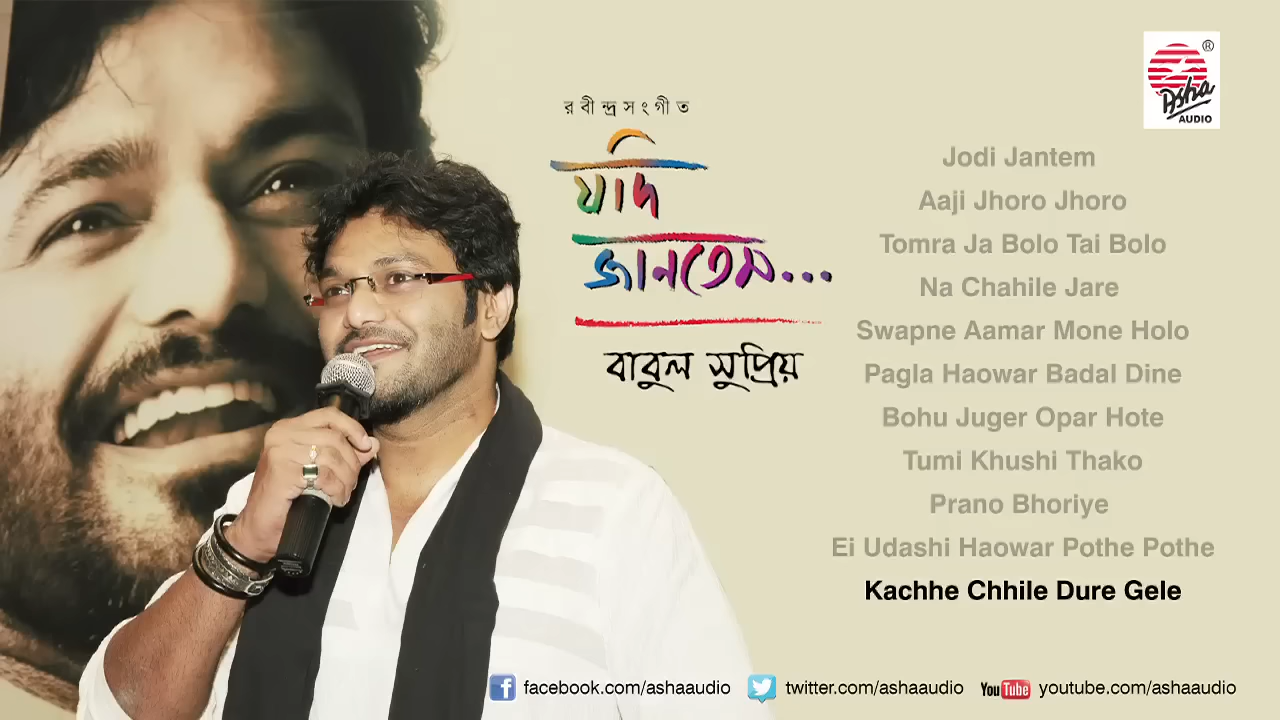 রবীন্দ্রসংগীত
যদি
জানতেম...
বাবুল সুপ্রিয়
®
Asha
AUDIO
Jodi Jantem
Aaji Jhoro Jhoro
Tomra Ja Bolo Tai Bolo
Na Chahile Jare
Swapne Aamar Mone Holo
Pagla Haowar Badal Dine
Bohu Juger Opar Hote
Tumi Khushi Thako
Prano Bhoriye
Ei Udashi Haowar Pothe Pothe
Kachhe Chhile Dure Gele
f facebook.com/ashaaudio twitter.com/ashaaudio YouTube youtube.com/ashaaudio